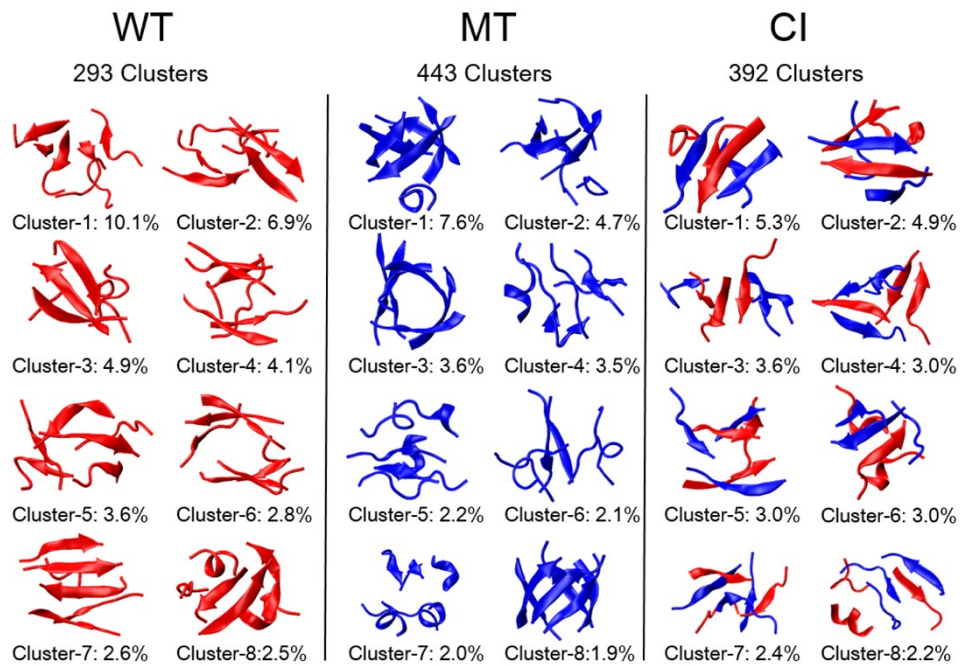 WT MT CI
293 Clusters 443 Clusters 392 Clusters
Cluster-1: 10.1% Cluster-2: 6.9% Cluster-1: 7.6% Cluster-2: 4.7% Cluster-1: 5.3% Cluster-2: 4.9%
Cluster-3: 4.9% Cluster-4: 4.1% Cluster-3: 3.6% Cluster-4: 3.5% Cluster-3: 3.6% Cluster-4: 3.0%
Cluster-5: 3.6% Cluster-6: 2.8% Cluster-5: 2.2% Cluster-6: 2.1% Cluster-5: 3.0% Cluster-6: 3.0%
Cluster-7: 2.6% Cluster-8:2.5% Cluster-7: 2.0% Cluster-8:1.9% Cluster-7: 2.4% Cluster-8:2.2%